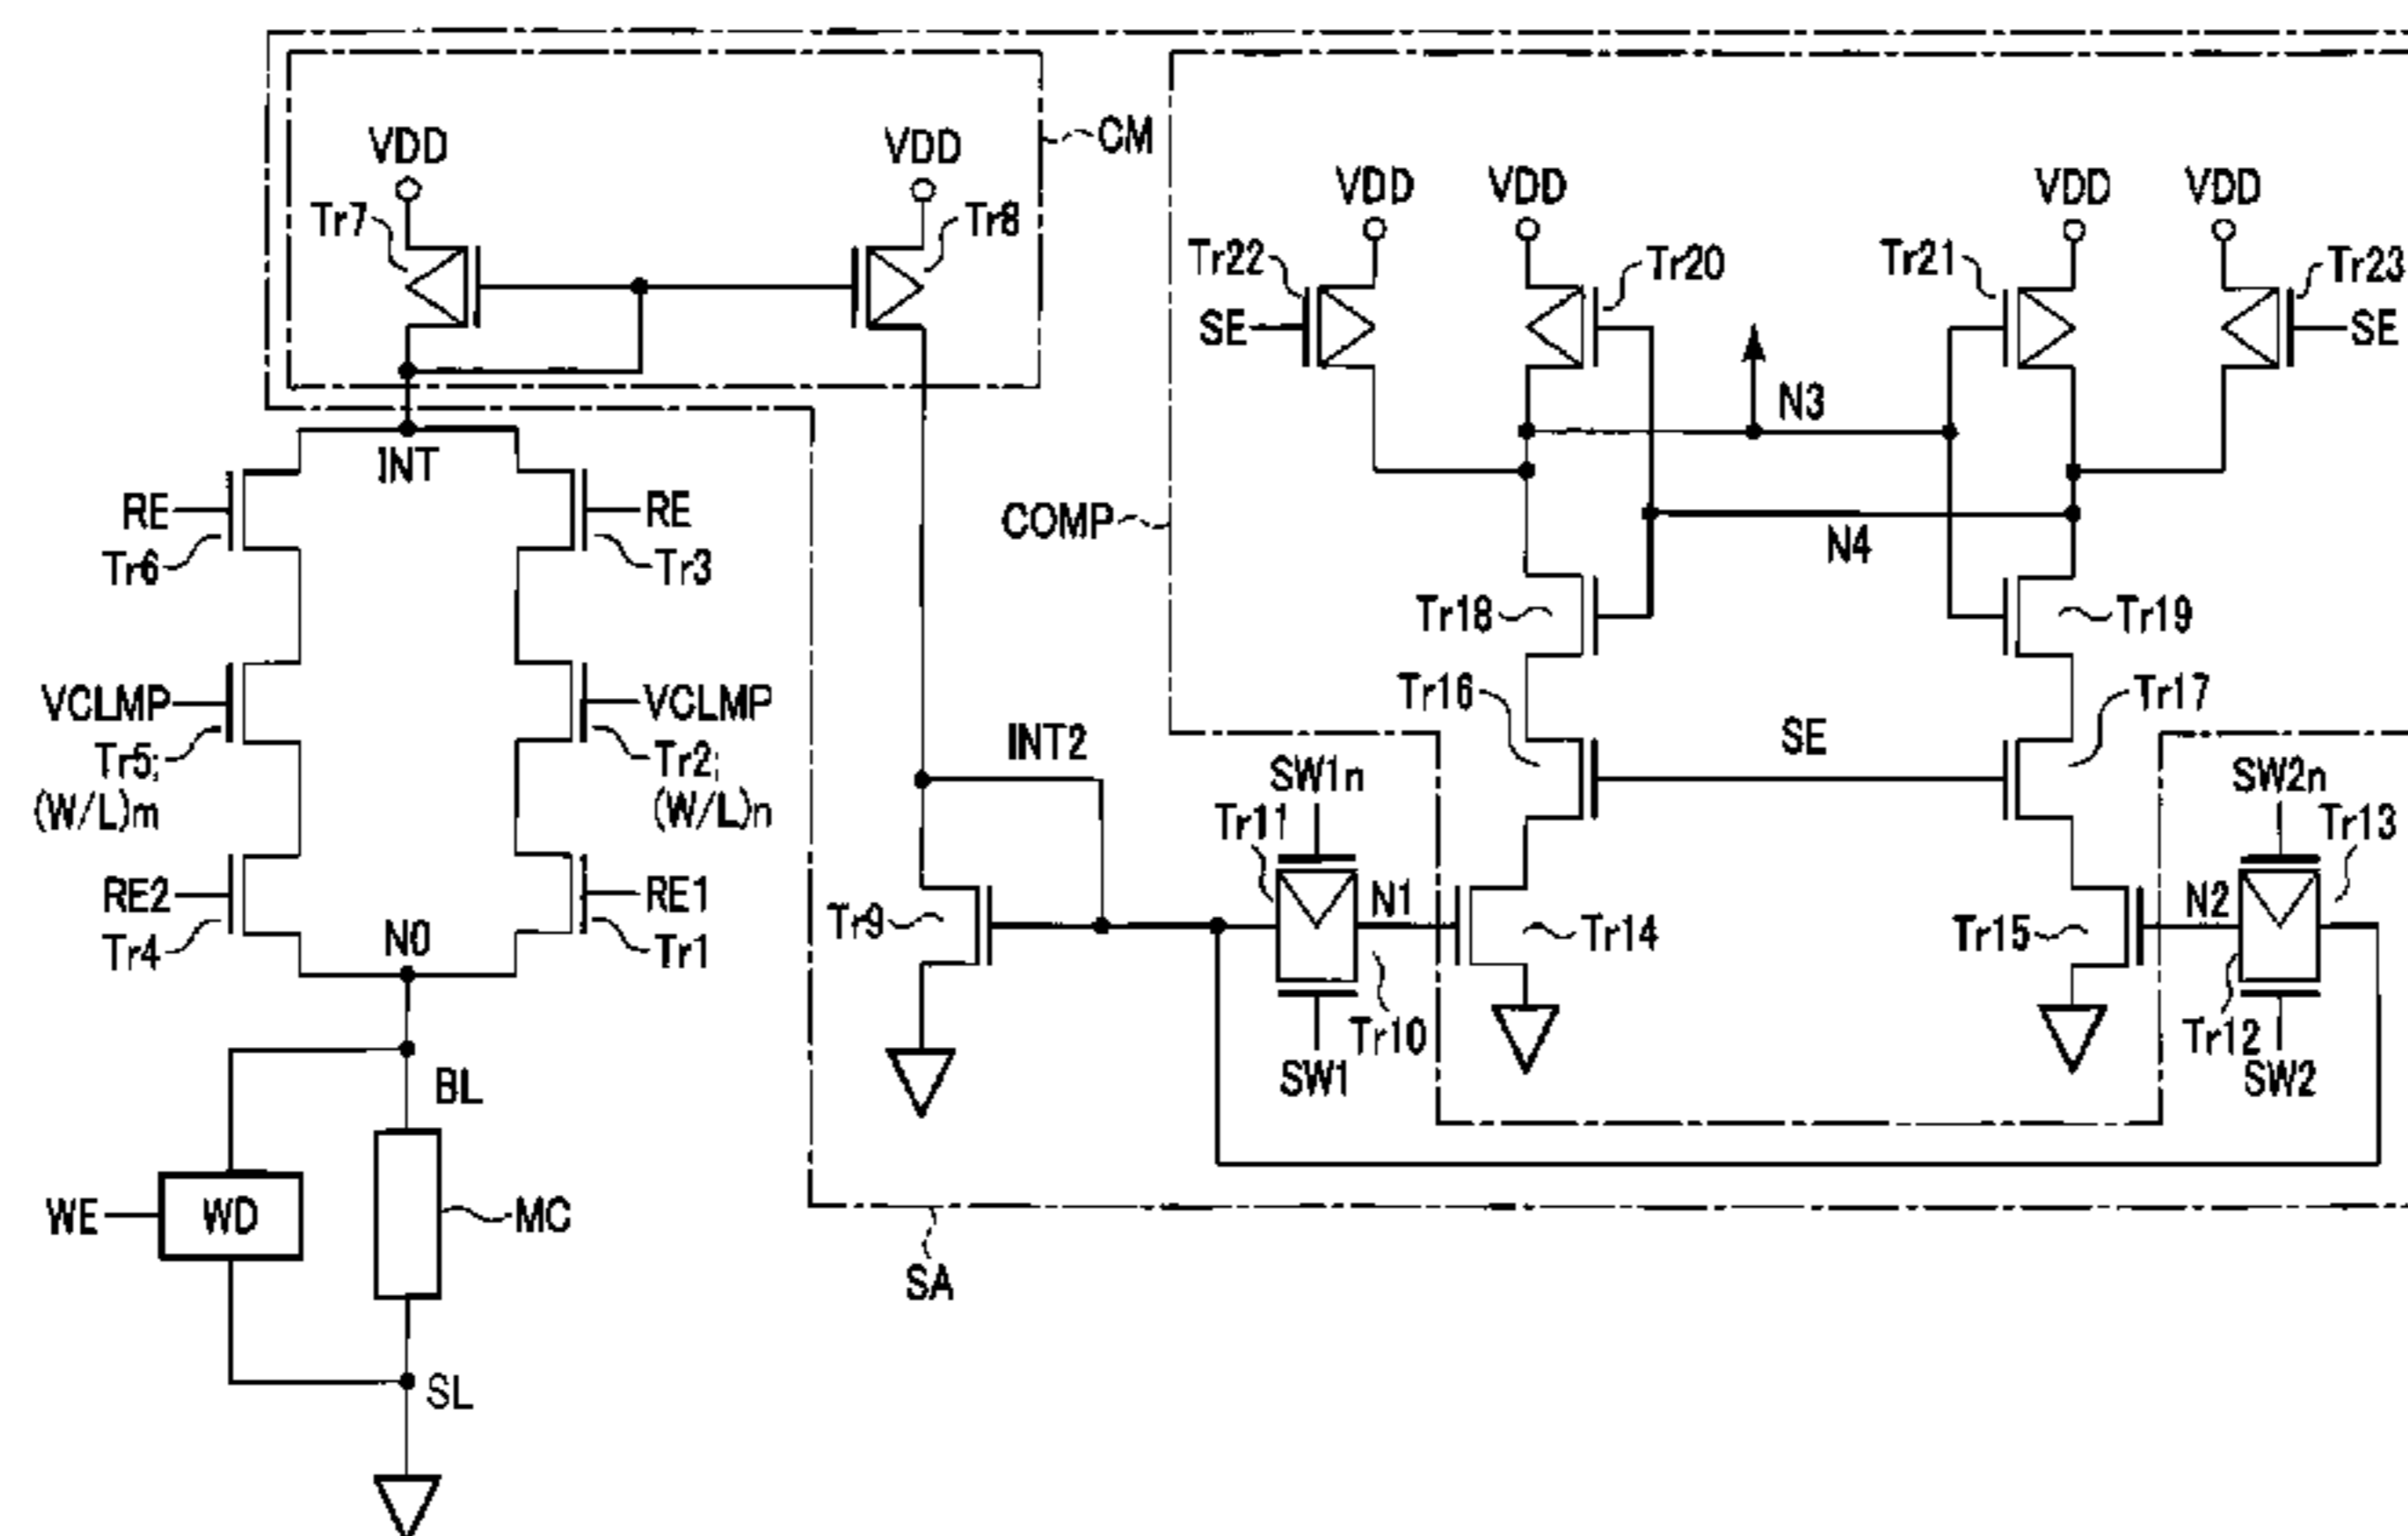 VDD
VDD
CM
Tr7
Tr8
VDD
VDD
VDD
VDD
Tr22
Tr20
Tr21
Tr23
SE
SE
N3
INT
RE
RE
COMP
N4
Tr6
Tr3
Tr18
Tr19
VCLMP
VCLMP
Tr16
Tr17
Tr5;
(W/L)m
Tr2;
(W/L)n
INT2
SE
SW1n
SW2n
Tr11
Tr13
RE2
RE1
N0
Tr4
Tr1
Tr9
N1
Tr14
Tr15
N2
Tr10
Tr12
SW1
SW2
BL
WE
WD
MC
SA
SL